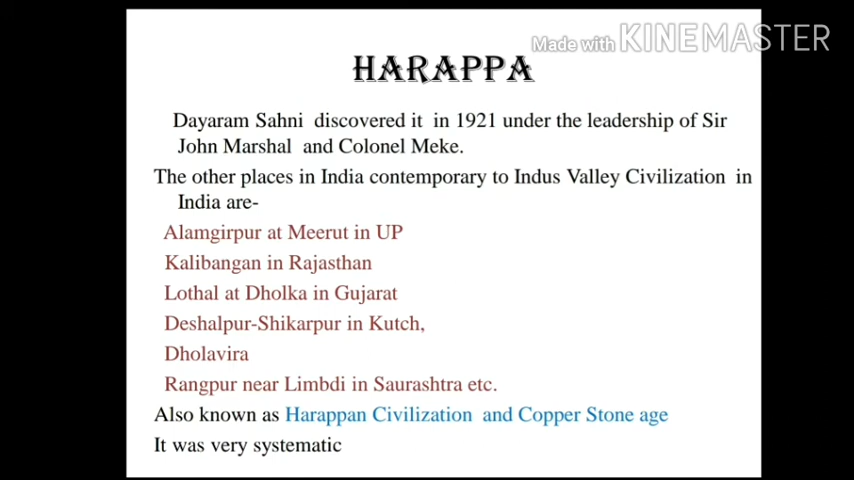 Made with KINEMASTER
HARAPPA
Dayaram Sahni discovered it in 1921 under the leadership of Sir
John Marshal and Colonel Meke.
The other places in India contemporary to Indus Valley Civilization in
India are-
Alamgirpur at Meerut in UP
Kalibangan in Rajasthan
Lothal at Dholka in Gujarat
Deshalpur-Shikarpur in Kutch,
Dholavira
Rangpur near Limbdi in Saurashtra etc.
Also known as Harappan Civilization and Copper Stone age
It was very systematic